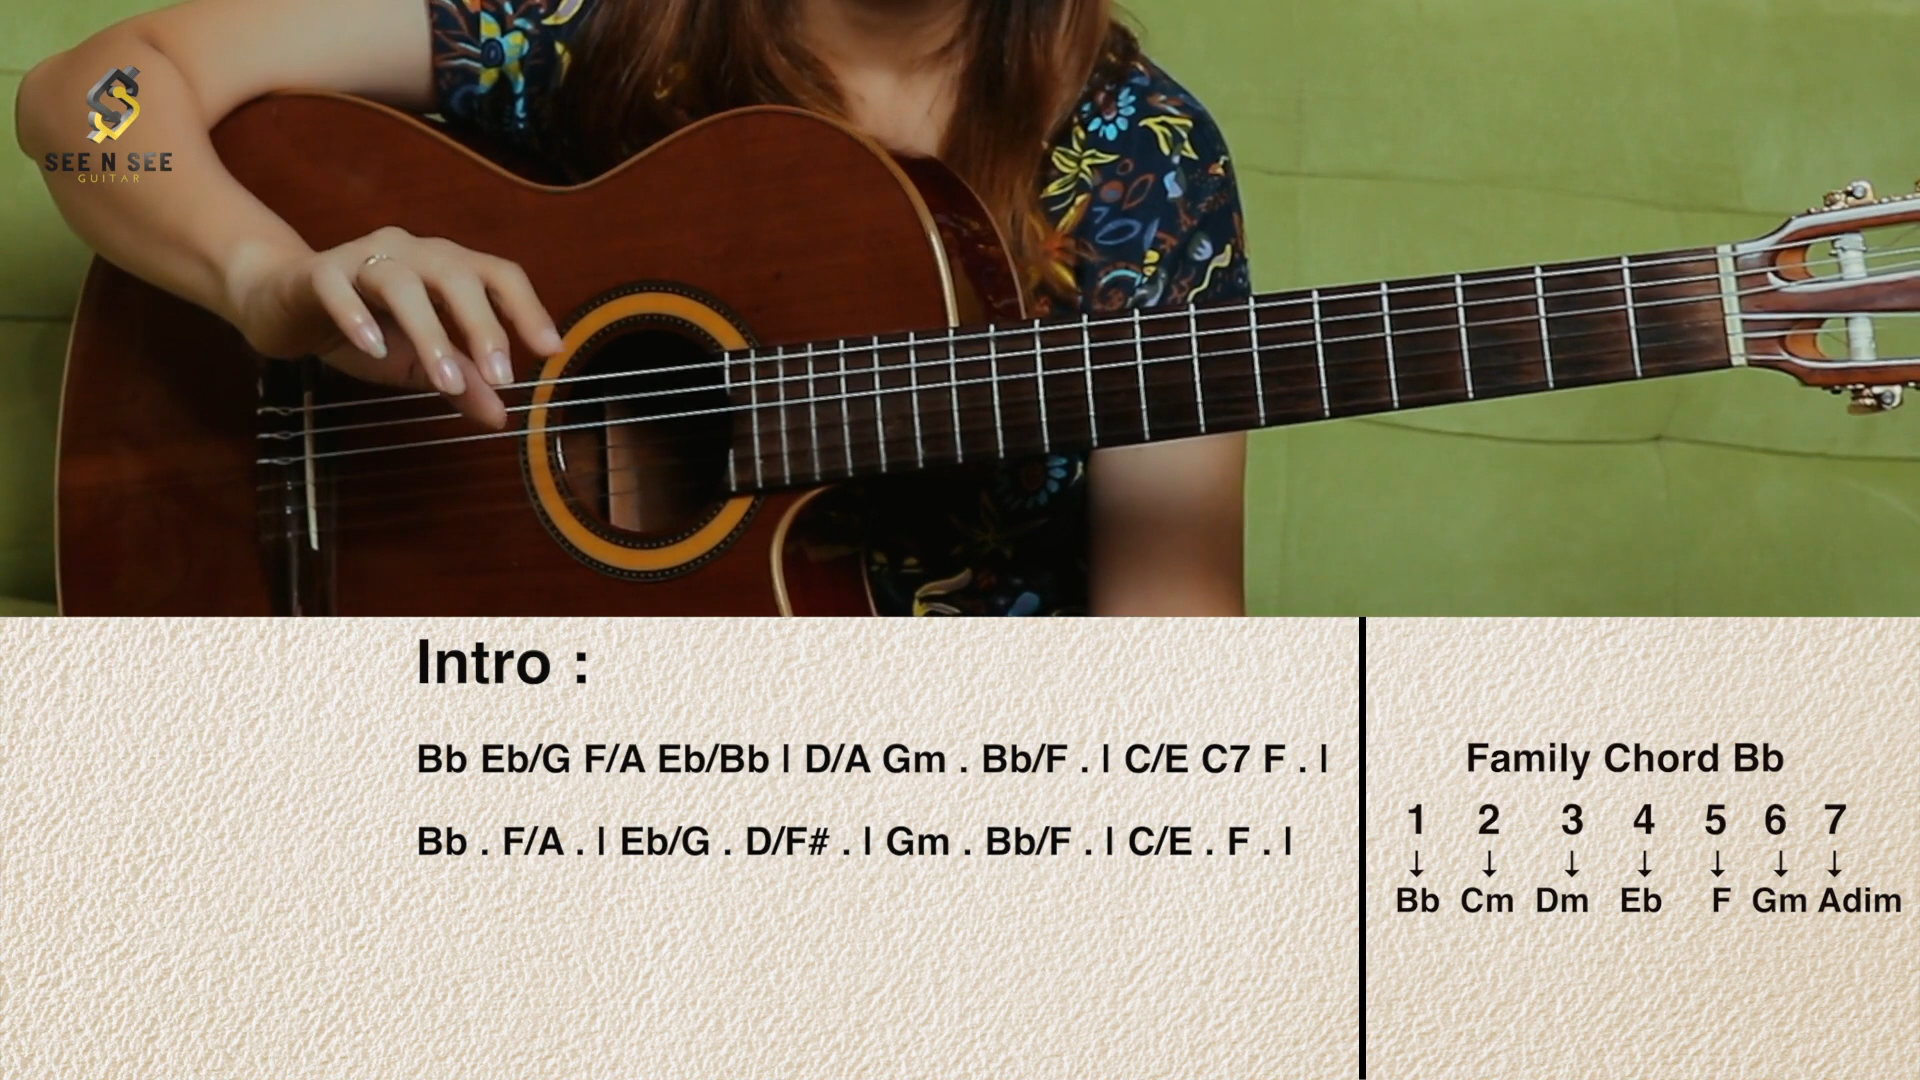 SEE N SEE
GUITAR
Intro :
Bb Eb/G F/A Eb/Bb | D/A Gm . Bb/F . | C/E C7 F . |
Bb . F/A . | Eb/G . D/F# . | Gm . Bb/F . | C/E . F . |
Family Chord Bb
1 2 3 4 5 6 7
↓ ↓ ↓ ↓ ↓ ↓ ↓
Bb Cm Dm Eb F Gm Adim